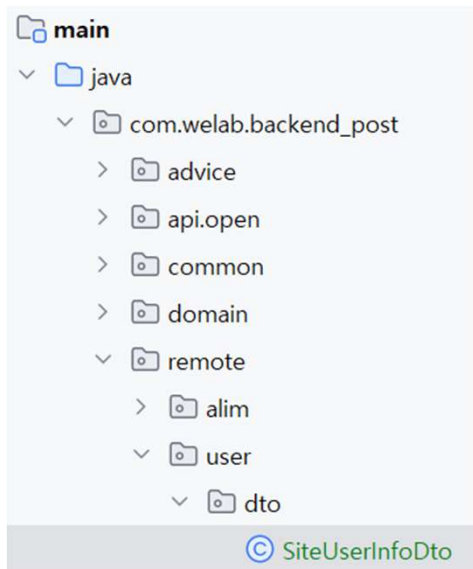 main
java
com.welab.backend_post
advice
api.open
common
domain
remote
alim
user
dto
SiteUserInfoDto